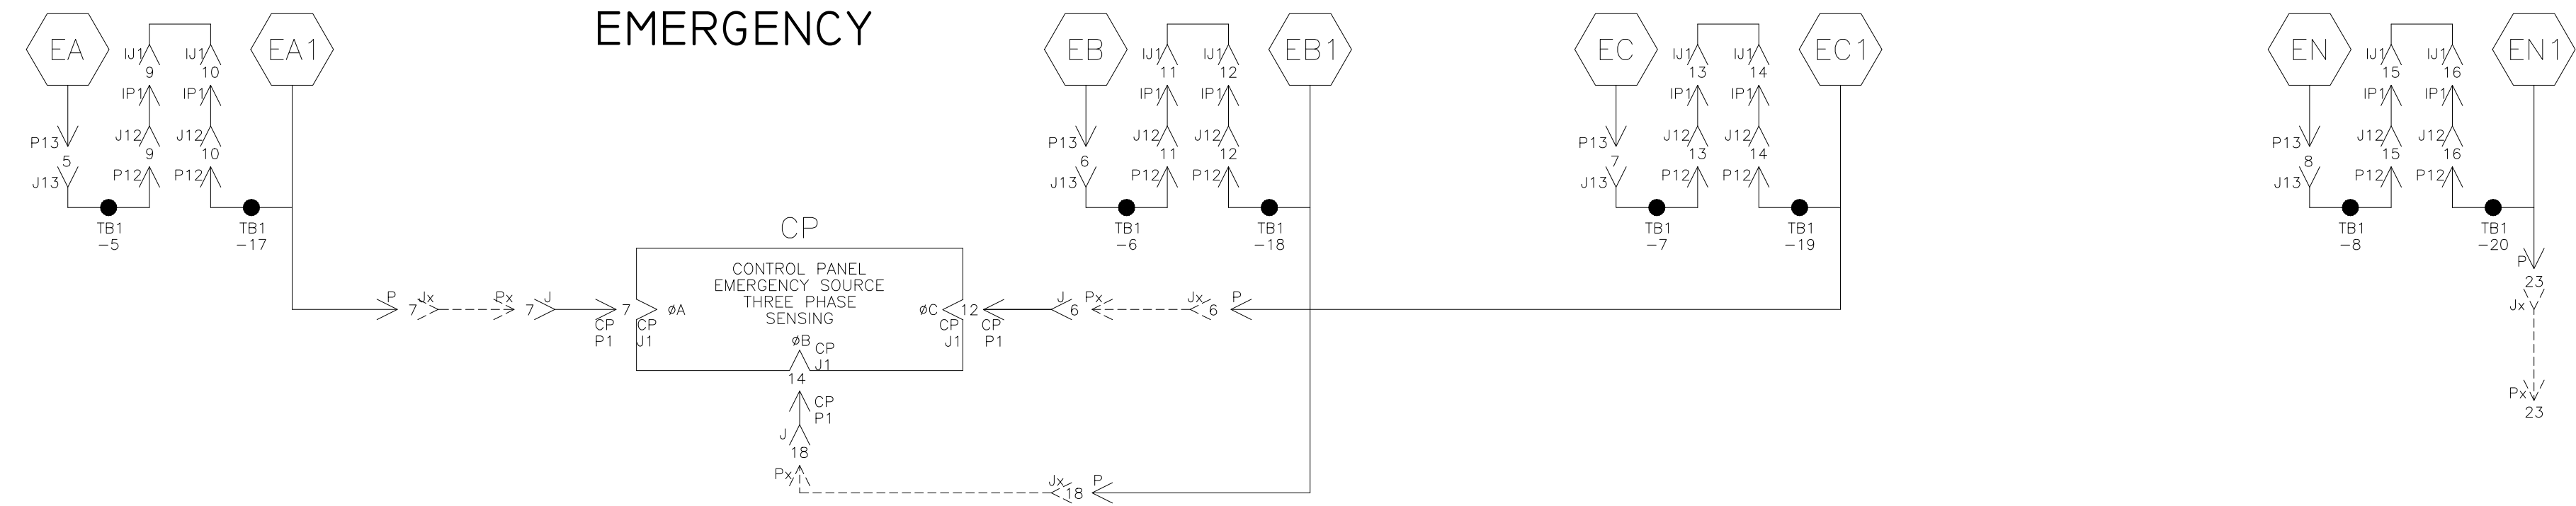 EMERGENCY
EA
IJ1
9
IP1
J12
9
P12
IJ1
10
IP1
J12
10
P12
EA1
P13
5
J13
TB1
-5
TB1
-17
EB
IJ1
11
IP1
J12
11
P12
IJ1
12
IP1
J12
12
P12
EB1
P13
6
J13
TB1
-6
TB1
-18
EC
IJ1
13
IP1
J12
13
P12
IJ1
14
IP1
J12
14
P12
EC1
P13
7
J13
TB1
-7
TB1
-19
EN
IJ1
15
IP1
J12
15
P12
IJ1
16
IP1
J12
16
P12
EN1
P13
8
J13
TB1
-8
TB1
-20
P
23
Jx
Px
23
CP
CONTROL PANEL
EMERGENCY SOURCE
THREE PHASE
SENSING
P
7
Jx
Px
7
J
7
CP
P1
CP
J1
øA
øC
12
CP
J1
CP
P1
J
6
Px
Jx
6
P
øB
CP
J1
14
CP
P1
J
18
Px
Jx
18
P